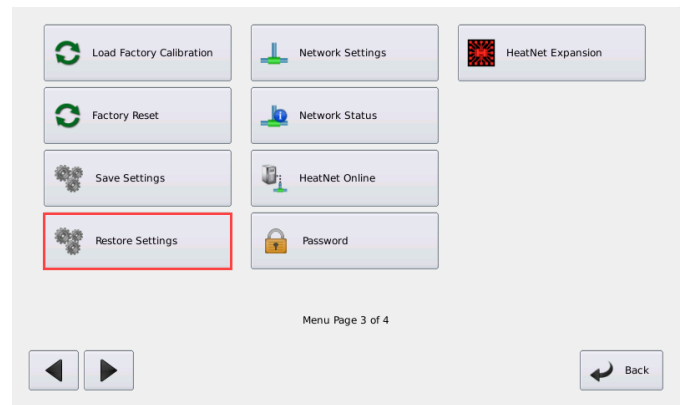 Load Factory Calibration
Network Settings
HeatNet Expansion
Factory Reset
Network Status
Save Settings
HeatNet Online
Restore Settings
Password
Menu Page 3 of 4
Back